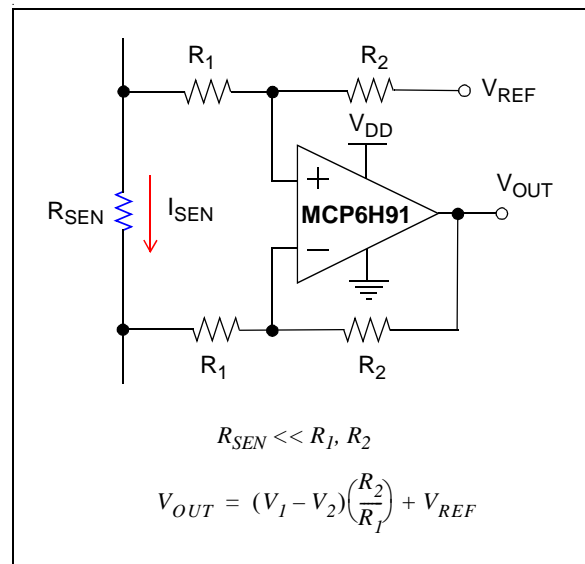 R1
R2
VREF
VDD
VOUT
+
RSEN
ISEN
MCP6H91
−
R1
R2
RSEN << R1, R2
VOUT = (V1 – V2)(R2/R1) + VREF